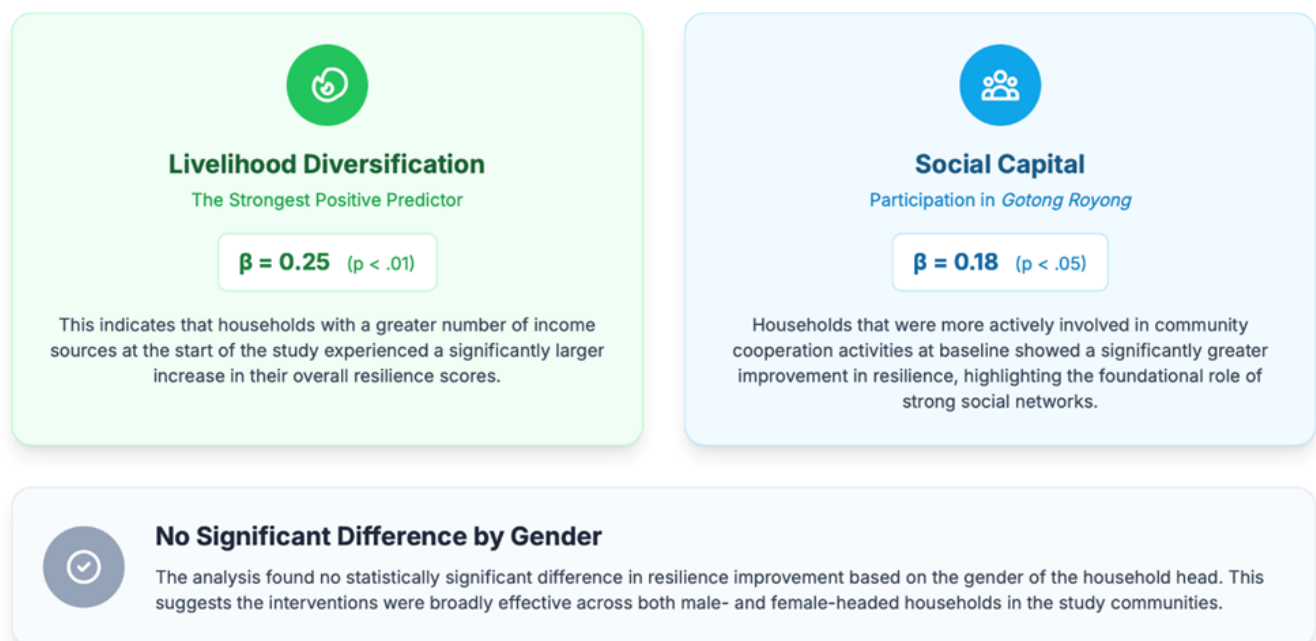 Livelihood Diversification
The Strongest Positive Predictor
β = 0.25 (p < .01)
This indicates that households with a greater number of income
sources at the start of the study experienced a significantly larger
increase in their overall resilience scores.
Social Capital
Participation in Gotong Royong
β = 0.18 (p < .05)
Households that were more actively involved in community
cooperation activities at baseline showed a significantly greater
improvement in resilience, highlighting the foundational role of
strong social networks.
No Significant Difference by Gender
The analysis found no statistically significant difference in resilience improvement based on the gender of the household head. This
suggests the interventions were broadly effective across both male- and female-headed households in the study communities.